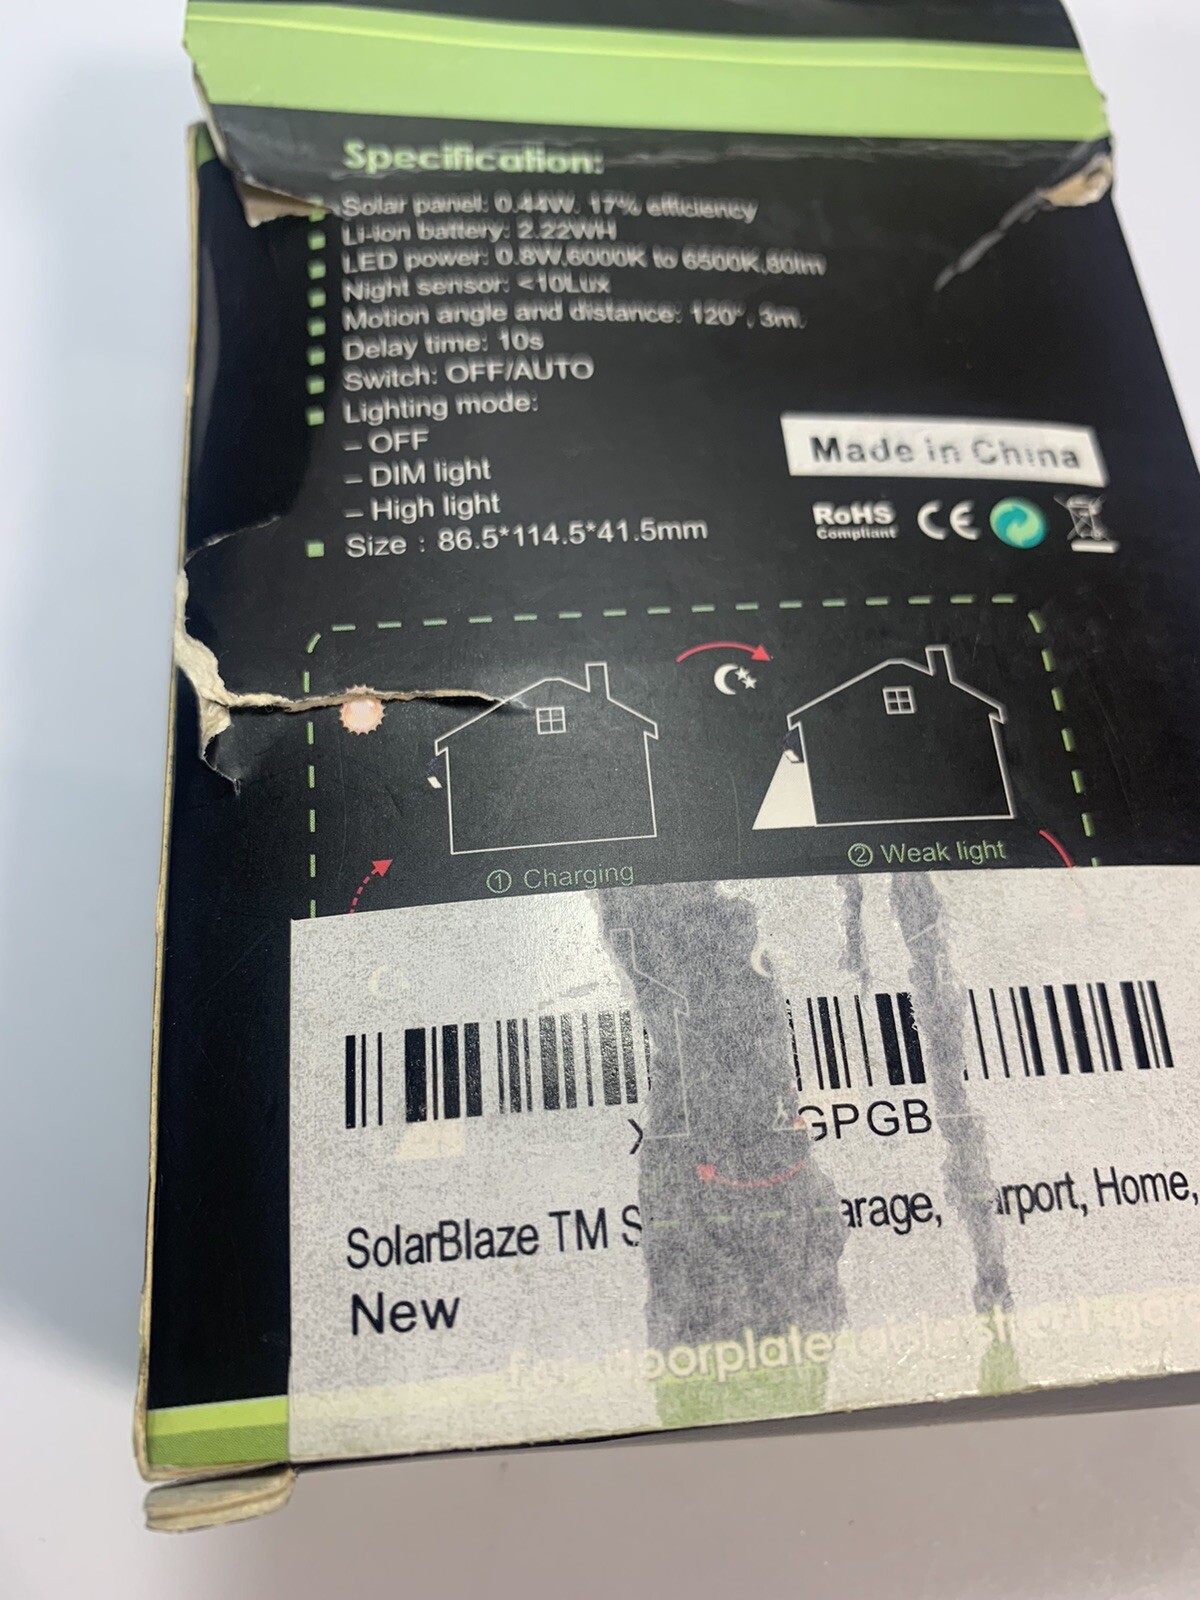 Specification:
Solar panel: 0.44W, 17% efficiency
Li-ion battery: 2.22WH
LED power: 0.8W,6000K to 6500K,80lm
Night sensor: <10Lux
Motion angle and distance: 120°, 3m.
Delay time: 10s
Switch: OFF/AUTO
Lighting mode:
– OFF
– DIM light
– High light
Size : 86.5*114.5*41.5mm
Made in China
RoHS
Compliant
CE
① Charging
② Weak light
GPGB
SolarBlaze TM S arage, arport, Home,
New